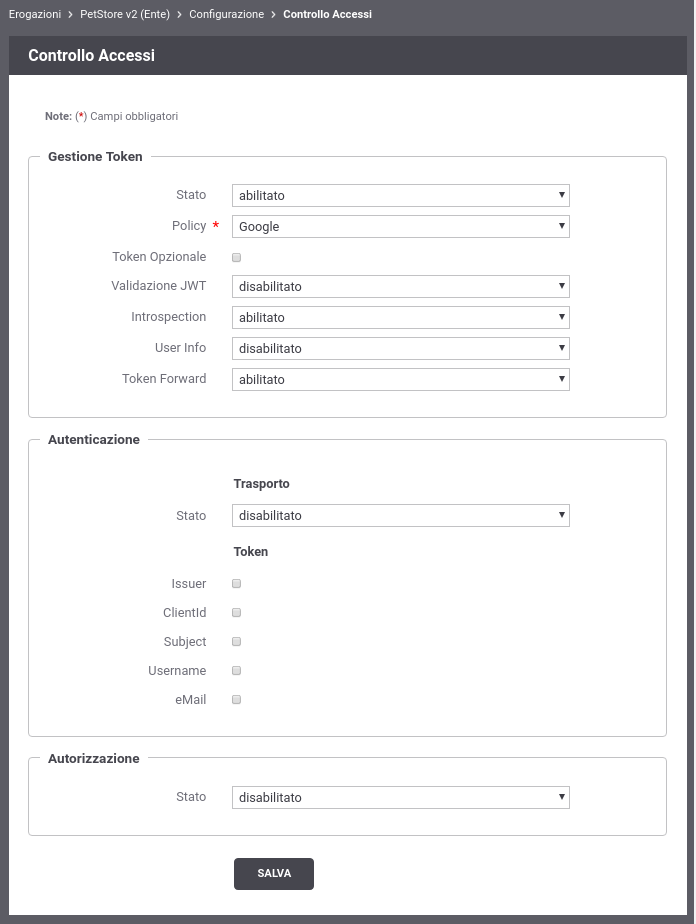 Erogazioni > PetStore v2 (Ente) > Configurazione > Controllo Accessi
Controllo Accessi
Note: (*) Campi obbligatori
Gestione Token
Stato abilitato
Policy * Google
Token Opzionale
Validazione JWT disabilitato
Introspection abilitato
User Info disabilitato
Token Forward abilitato
Autenticazione
Trasporto
Stato disabilitato
Token
Issuer
ClientId
Subject
Username
eMail
Autorizzazione
Stato disabilitato
SALVA